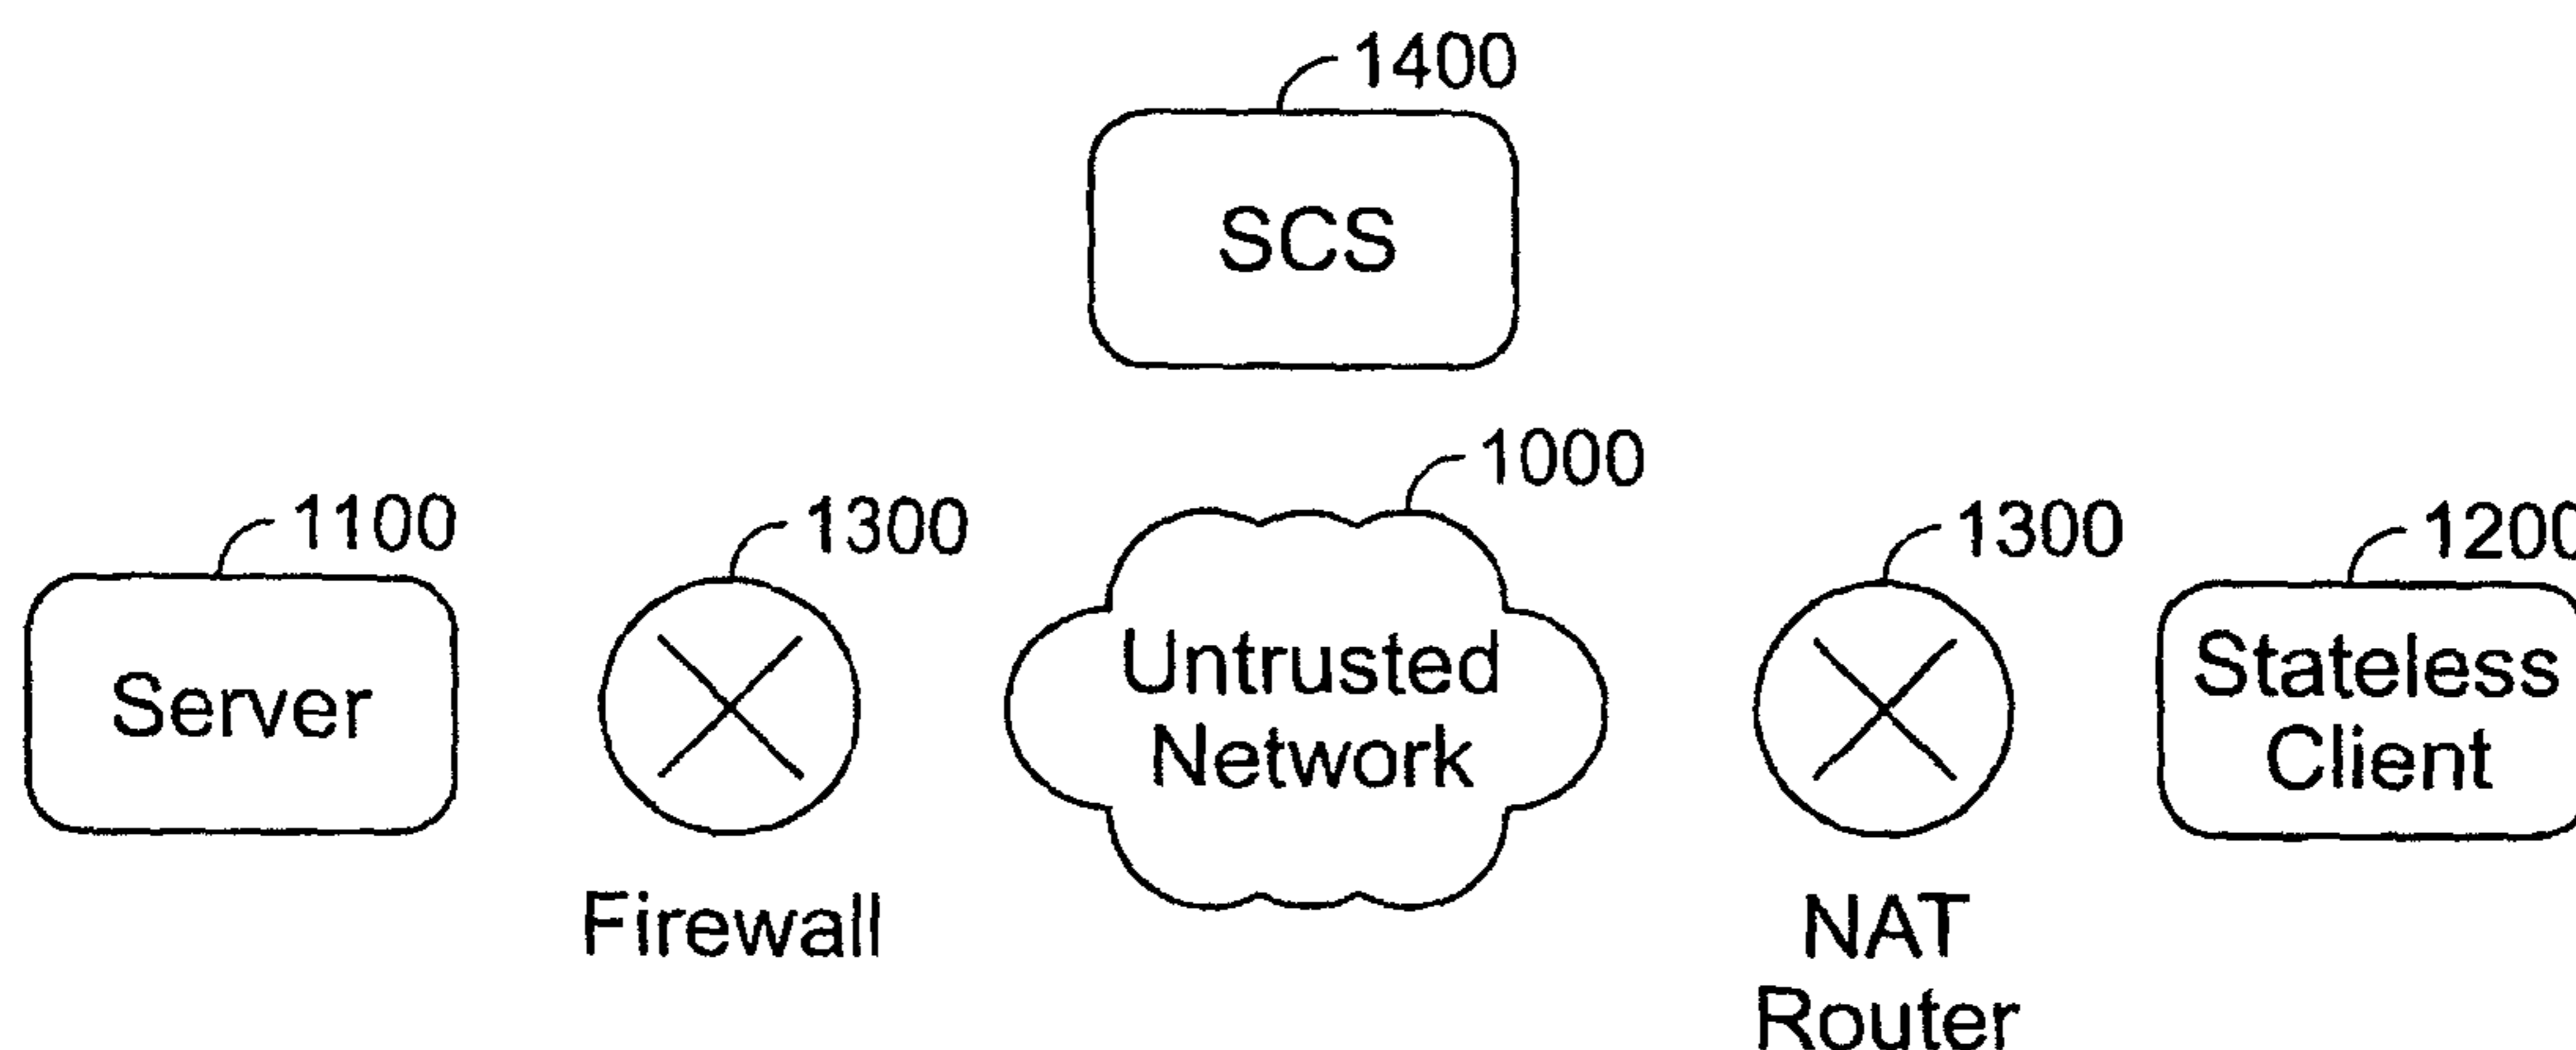 1400
SCS
1000
1100
1300
1300
1200
Server
Untrusted
Network
Stateless
Client
Firewall
NAT
Router